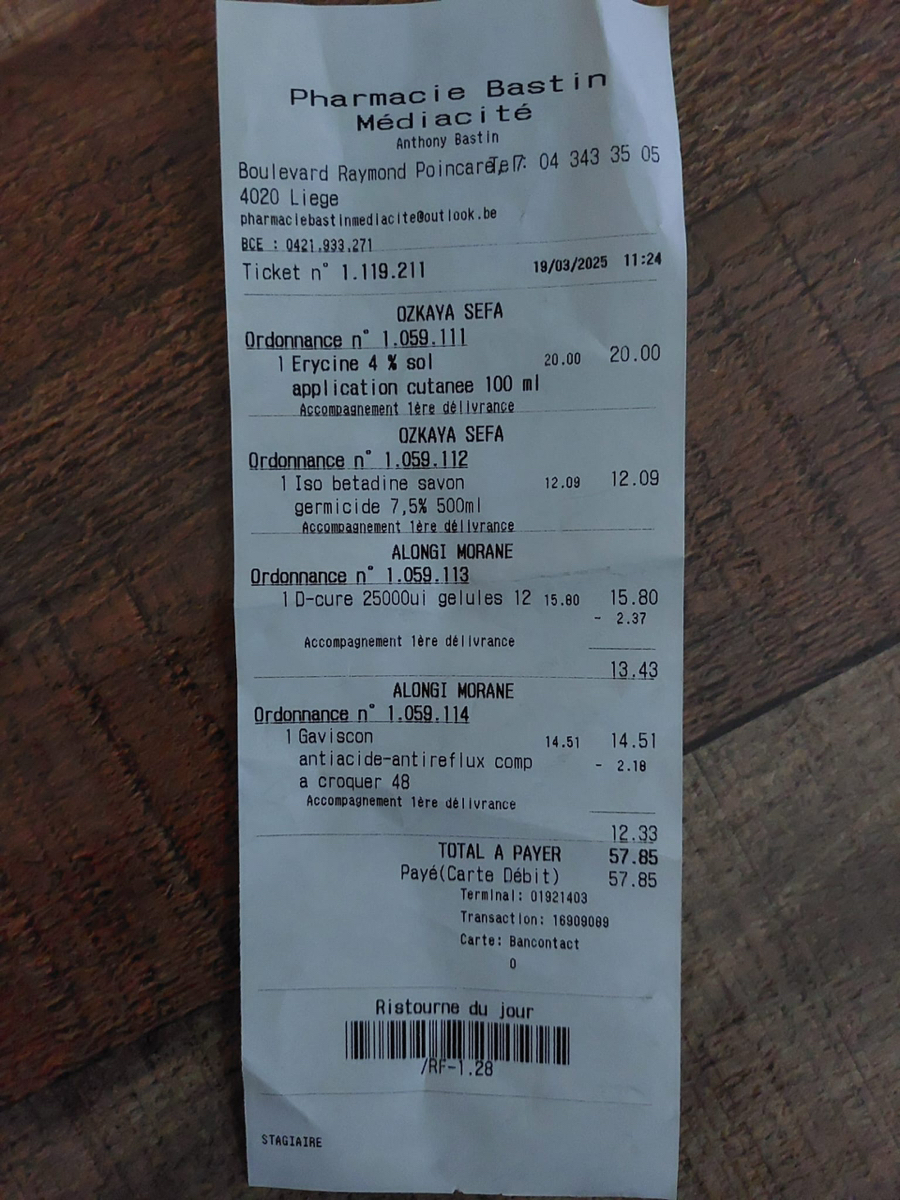 Pharmacie Bastin
Médiacité
Anthony Bastin
Boulevard Raymond Poincaré, 7 Tel: 04 343 35 05
4020 Liege
pharmaciebastinmediacite@outlook.be
BCE : 0421.933.271
Ticket n° 1.119.211 19/03/2025 11:24
OZKAYA SEFA
Ordonnance n° 1.059.111
1 Erycine 4 % sol 20.00 20.00
application cutanee 100 ml
Accompagnement 1ère délivrance
OZKAYA SEFA
Ordonnance n° 1.059.112
1 Iso betadine savon 12.09 12.09
germicide 7,5% 500ml
Accompagnement 1ère délivrance
ALONGI MORANE
Ordonnance n° 1.059.113
1 D-cure 25000ui gelules 12 15.80 15.80
- 2.37
Accompagnement 1ère délivrance
13.43
ALONGI MORANE
Ordonnance n° 1.059.114
1 Gaviscon 14.51 14.51
antiacide-antireflux comp - 2.18
a croquer 48
Accompagnement 1ère délivrance
12.33
TOTAL A PAYER 57.85
Payé(Carte Débit) 57.85
Terminal: 01921403
Transaction: 16909089
Carte: Bancontact
0
Ristourne du jour
/RF-1.28
STAGIAIRE